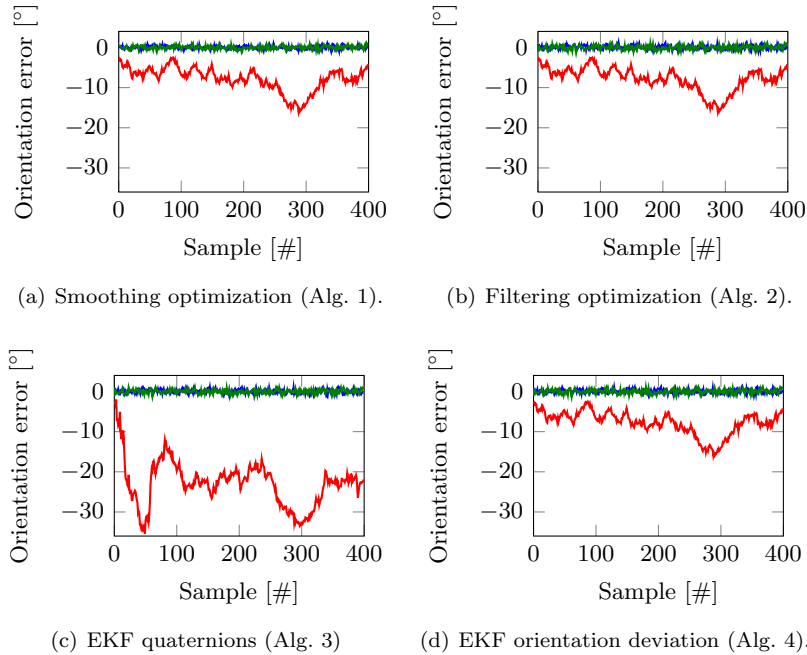 0
−10
−20
−30
Orientation error [°]
0 100 200 300 400
Sample [#]
(a) Smoothing optimization (Alg. 1).
0
−10
−20
−30
Orientation error [°]
0 100 200 300 400
Sample [#]
(b) Filtering optimization (Alg. 2).
0
−10
−20
−30
Orientation error [°]
0 100 200 300 400
Sample [#]
(c) EKF quaternions (Alg. 3)
0
−10
−20
−30
Orientation error [°]
0 100 200 300 400
Sample [#]
(d) EKF orientation deviation (Alg. 4).